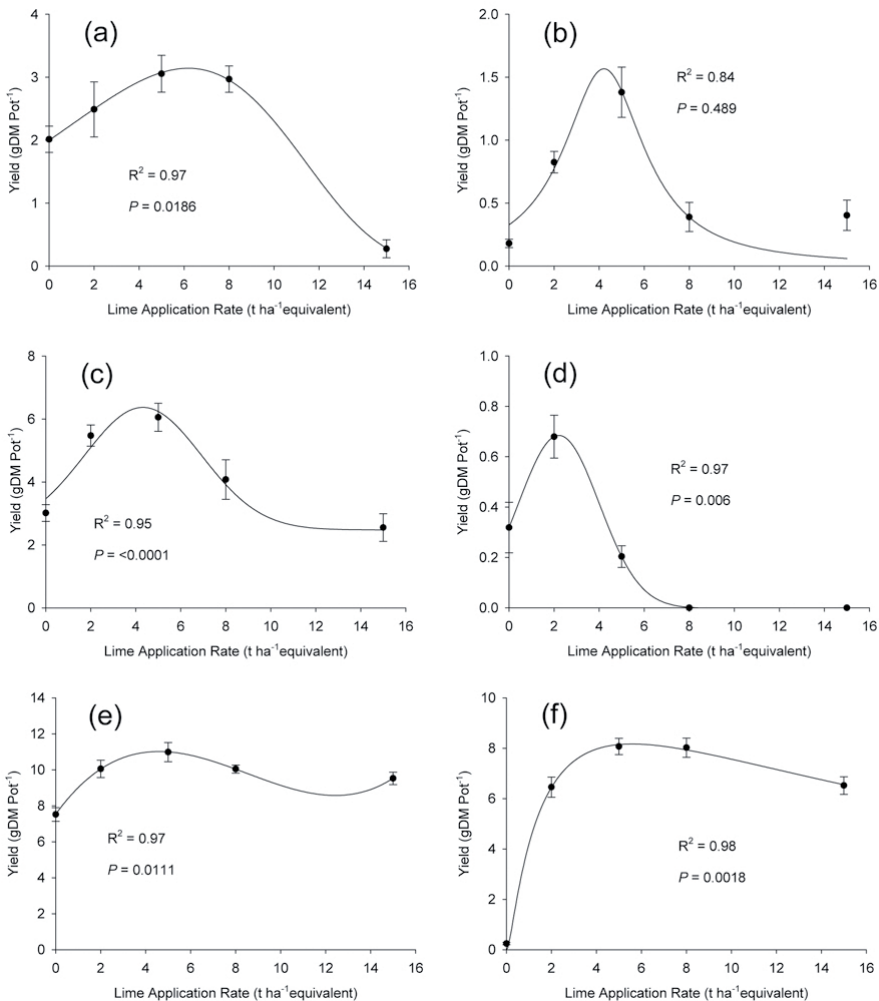 (a)
Yield (gDM Pot⁻¹)
4
3
2
1
0
R² = 0.97
P = 0.0186
0 2 4 6 8 10 12 14 16
Lime Application Rate (t ha⁻¹equivalent)
(b)
Yield (gDM Pot⁻¹)
2.0
1.5
1.0
0.5
0.0
R² = 0.84
P = 0.489
0 2 4 6 8 10 12 14 16
Lime Application Rate (t ha⁻¹equivalent)
(c)
Yield (gDM Pot⁻¹)
8
6
4
2
0
R² = 0.95
P = <0.0001
0 2 4 6 8 10 12 14 16
Lime Application Rate (t ha⁻¹equivalent)
(d)
Yield (gDM Pot⁻¹)
1.0
0.8
0.6
0.4
0.2
0.0
R² = 0.97
P = 0.006
0 2 4 6 8 10 12 14 16
Lime Application Rate (t ha⁻¹equivalent)
(e)
Yield (gDM Pot⁻¹)
14
12
10
8
6
4
2
0
R² = 0.97
P = 0.0111
0 2 4 6 8 10 12 14 16
Lime Application Rate (t ha⁻¹equivalent)
(f)
Yield (gDM Pot⁻¹)
10
8
6
4
2
0
R² = 0.98
P = 0.0018
0 2 4 6 8 10 12 14 16
Lime Application Rate (t ha⁻¹equivalent)